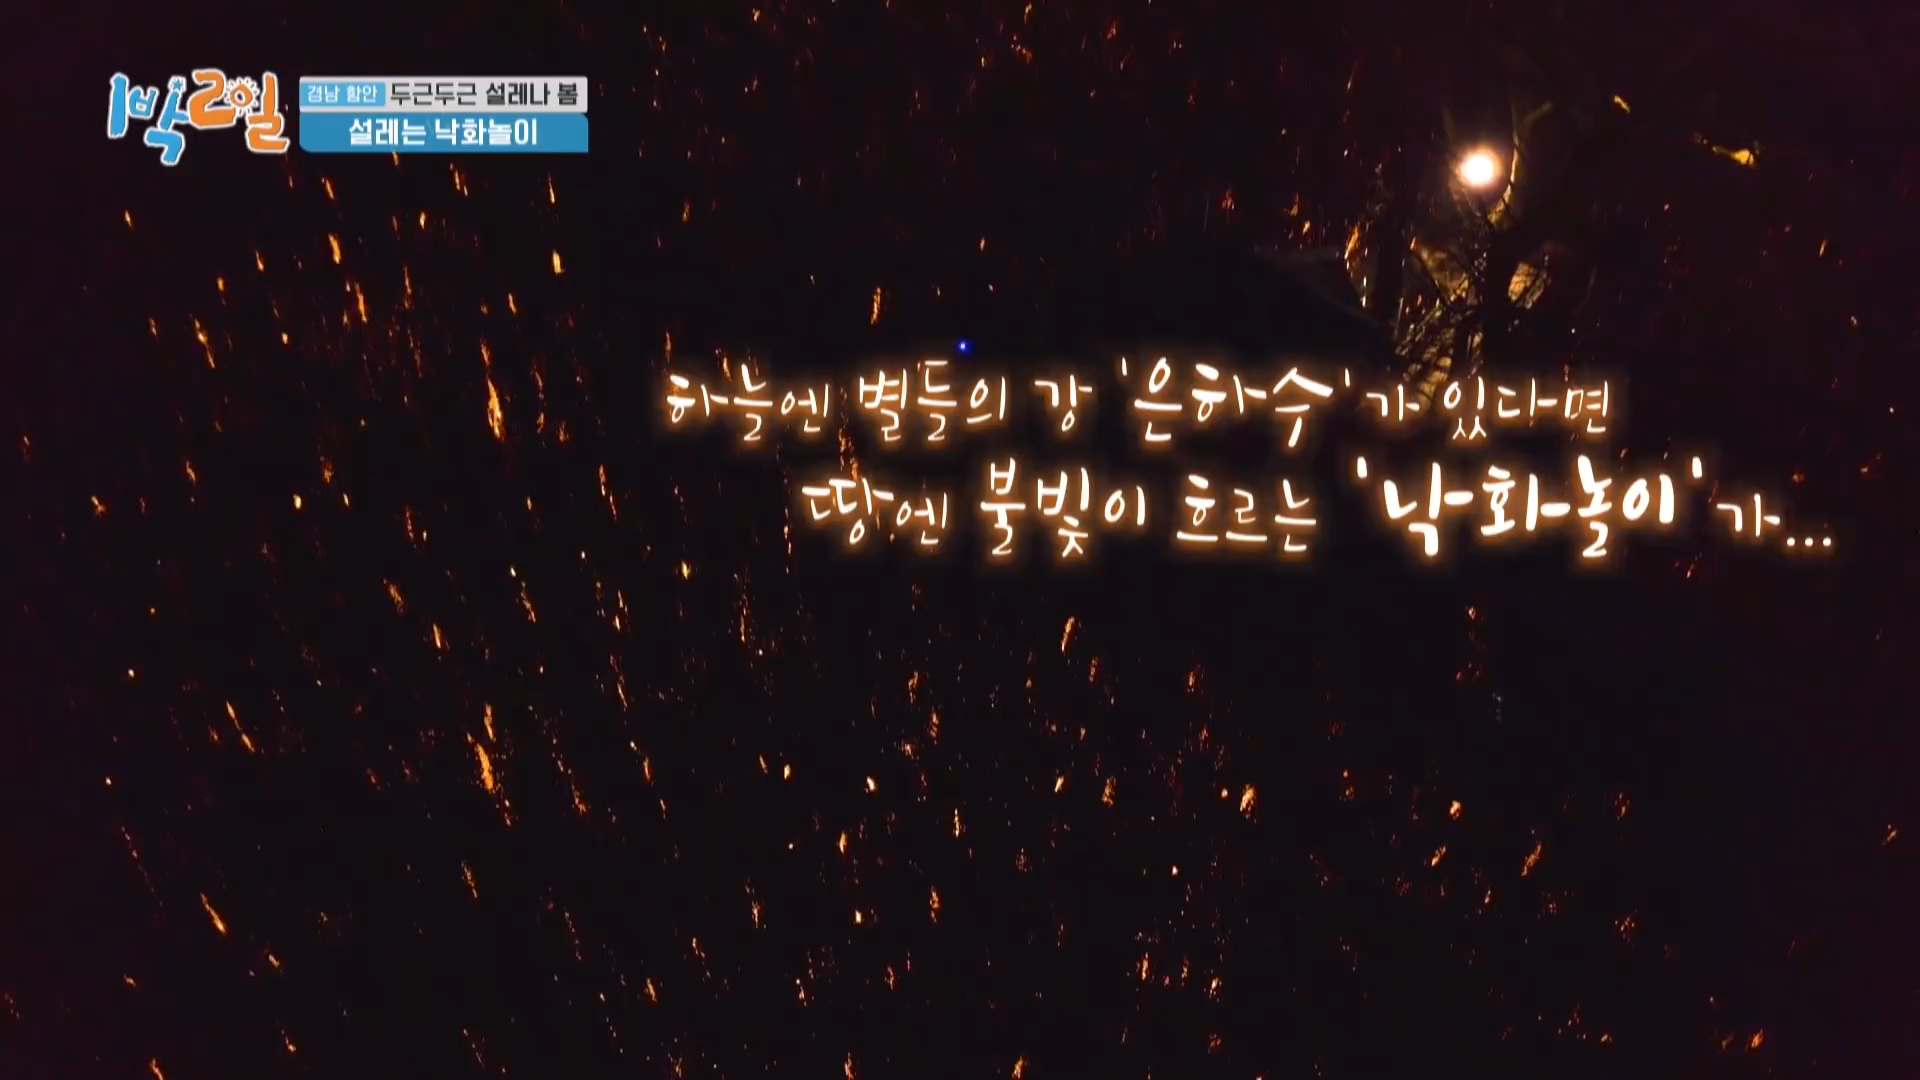 1박2일
경남 함안 두근두근 설레나 봄
설레는 낙화놀이
하늘엔 별들의 강 '은하수'가 있다면
땅엔 불빛이 흐르는 '낙화놀이'가...